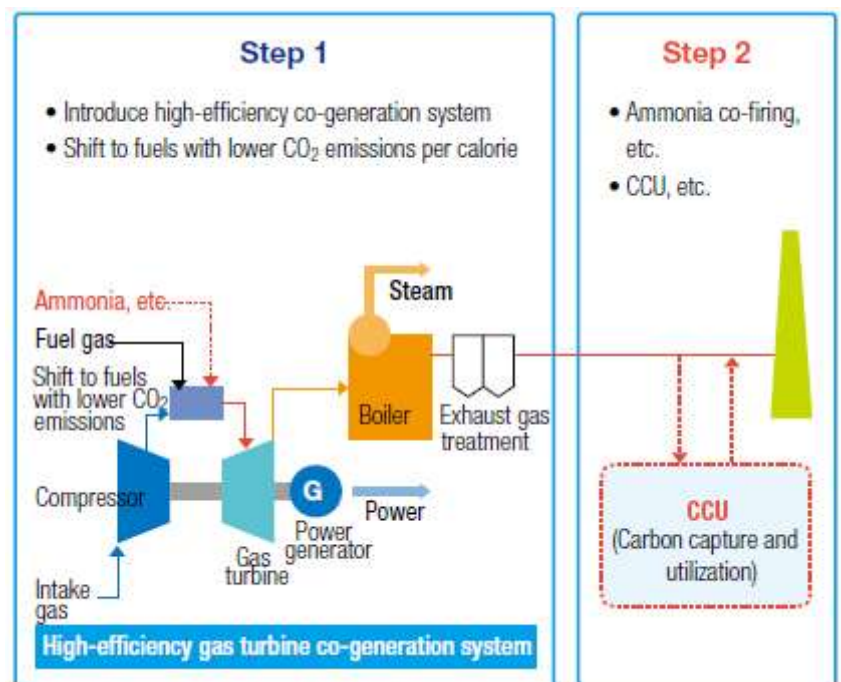 Step 1
• Introduce high-efficiency co-generation system
• Shift to fuels with lower CO₂ emissions per calorie
Ammonia, etc.
Fuel gas
Shift to fuels
with lower CO₂
emissions
Compressor
Intake
gas
Gas
turbine
G
Power
generator
Power
Steam
Boiler
Exhaust gas
treatment
High-efficiency gas turbine co-generation system
Step 2
• Ammonia co-firing,
etc.
• CCU, etc.
CCU
(Carbon capture and
utilization)